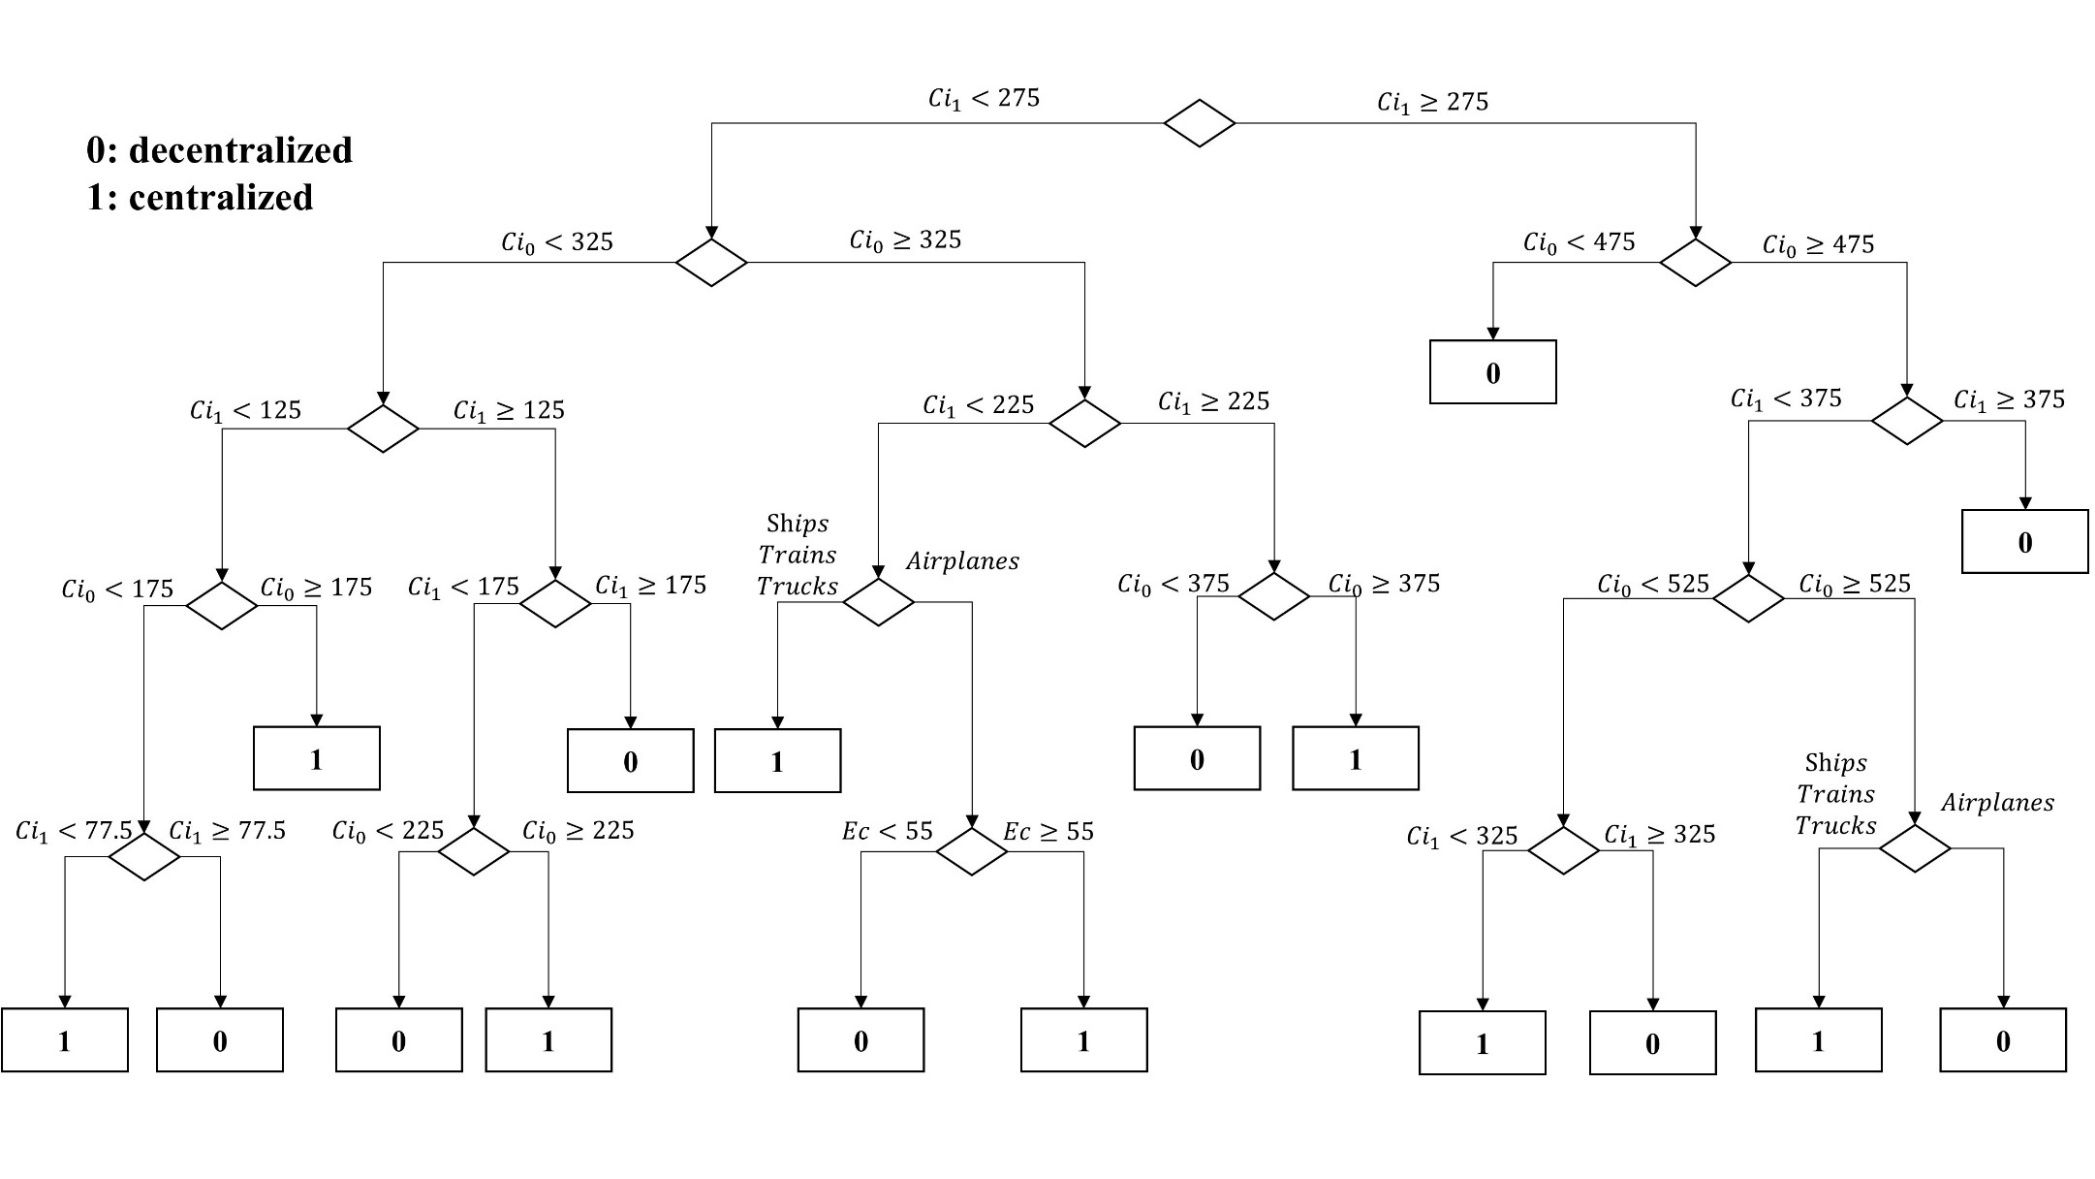 Ci₁ < 275
Ci₁ ≥ 275
0: decentralized
1: centralized
Ci₀ < 325
Ci₀ ≥ 325
Ci₀ < 475
Ci₀ ≥ 475
0
Ci₁ < 125
Ci₁ ≥ 125
Ci₁ < 225
Ci₁ ≥ 225
Ci₁ < 375
Ci₁ ≥ 375
0
Ships
Trains
Trucks
Airplanes
Ci₀ < 175
Ci₀ ≥ 175
Ci₁ < 175
Ci₁ ≥ 175
Ci₀ < 375
Ci₀ ≥ 375
Ci₀ < 525
Ci₀ ≥ 525
1
0
1
0
1
Ships
Trains
Trucks
Airplanes
Ci₁ < 77.5
Ci₁ ≥ 77.5
Ci₀ < 225
Ci₀ ≥ 225
Ec < 55
Ec ≥ 55
Ci₁ < 325
Ci₁ ≥ 325
1
0
0
1
0
1
1
0
1
0